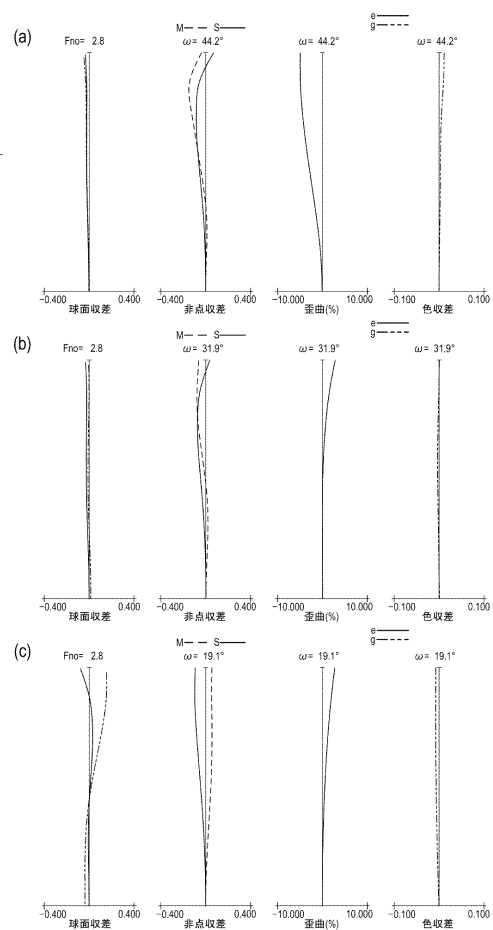 (a)
M S e
g
Fno= 2.8 ω= 44.2° ω= 44.2° ω= 44.2°
−0.400 0.400 −0.400 0.400 −10.000 10.000 −0.100 0.100
球面収差 非点収差 歪曲(%) 色収差
(b)
M S e
g
Fno= 2.8 ω= 31.9° ω= 31.9° ω= 31.9°
−0.400 0.400 −0.400 0.400 −10.000 10.000 −0.100 0.100
球面収差 非点収差 歪曲(%) 色収差
(c)
M S e
g
Fno= 2.8 ω= 19.1° ω= 19.1° ω= 19.1°
−0.400 0.400 −0.400 0.400 −10.000 10.000 −0.100 0.100
球面収差 非点収差 歪曲(%) 色収差